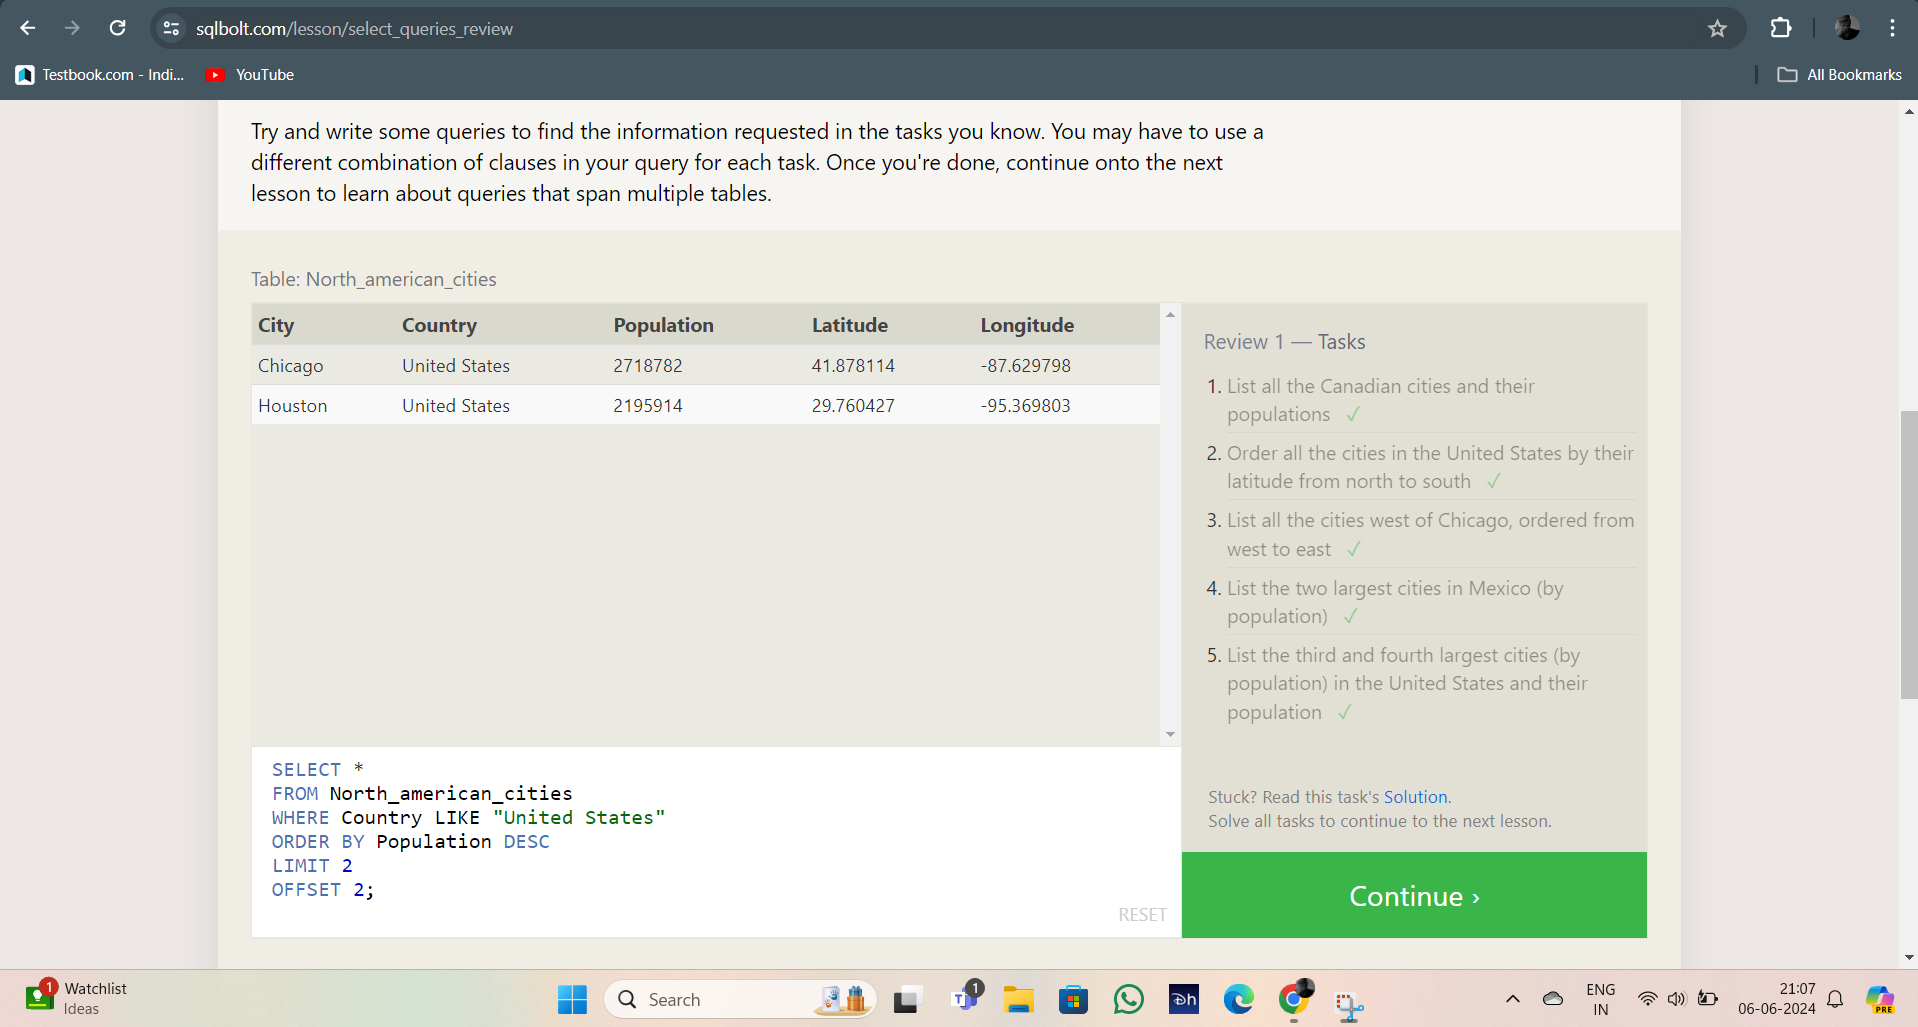 sqlbolt.com/lesson/select_queries_review
Testbook.com - Indi...
YouTube
All Bookmarks
Try and write some queries to find the information requested in the tasks you know. You may have to use a
different combination of clauses in your query for each task. Once you're done, continue onto the next
lesson to learn about queries that span multiple tables.
Table: North_american_cities
City Country Population Latitude Longitude
Chicago United States 2718782 41.878114 -87.629798
Houston United States 2195914 29.760427 -95.369803
SELECT *
FROM North_american_cities
WHERE Country LIKE "United States"
ORDER BY Population DESC
LIMIT 2
OFFSET 2;
RESET
Review 1 — Tasks
1. List all the Canadian cities and their
populations ✓
2. Order all the cities in the United States by their
latitude from north to south ✓
3. List all the cities west of Chicago, ordered from
west to east ✓
4. List the two largest cities in Mexico (by
population) ✓
5. List the third and fourth largest cities (by
population) in the United States and their
population ✓
Stuck? Read this task's Solution.
Solve all tasks to continue to the next lesson.
Continue ›
1
Watchlist
Ideas
Search
T
1
Dh
ENG
IN
21:07
06-06-2024
PRE